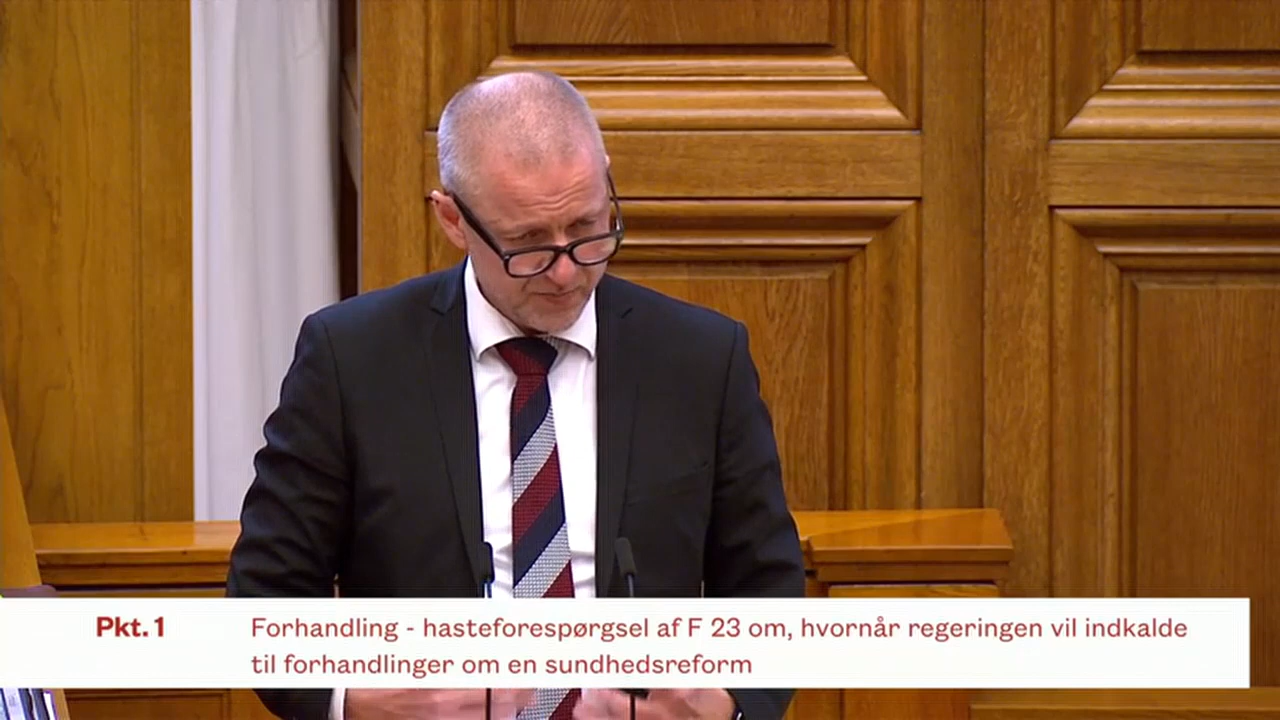 Pkt. 1
Forhandling - hasteforespørgsel af F 23 om, hvornår regeringen vil indkalde
til forhandlinger om en sundhedsreform